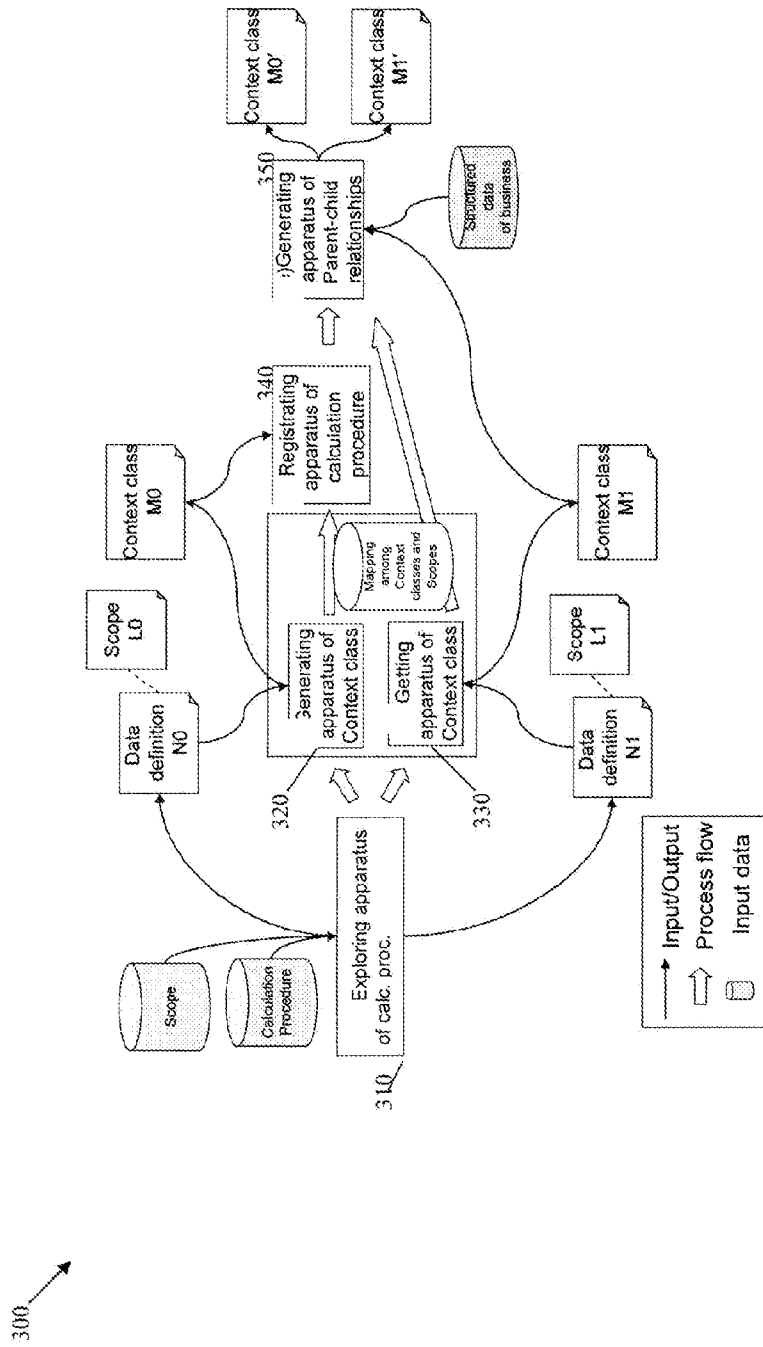 300
Scope
Calculation
Procedure
310
Exploring apparatus
of calc. proc.
Date
definition
N0
Scope
L0
320
Generating
apparatus of
Context class
330
Getting
apparatus of
Context class
Mapping
among
Context
classes and
Scopes
Data
definition
N1
Scope
L1
Context class
M0
340
Registrating
apparatus of
calculation
procedure
Context class
M1
350
)Generating
apparatus of
Parent-child
relationships
Structured
data
of business
Context class
M0'
Context class
M1'
Input/Output
Process flow
Input data